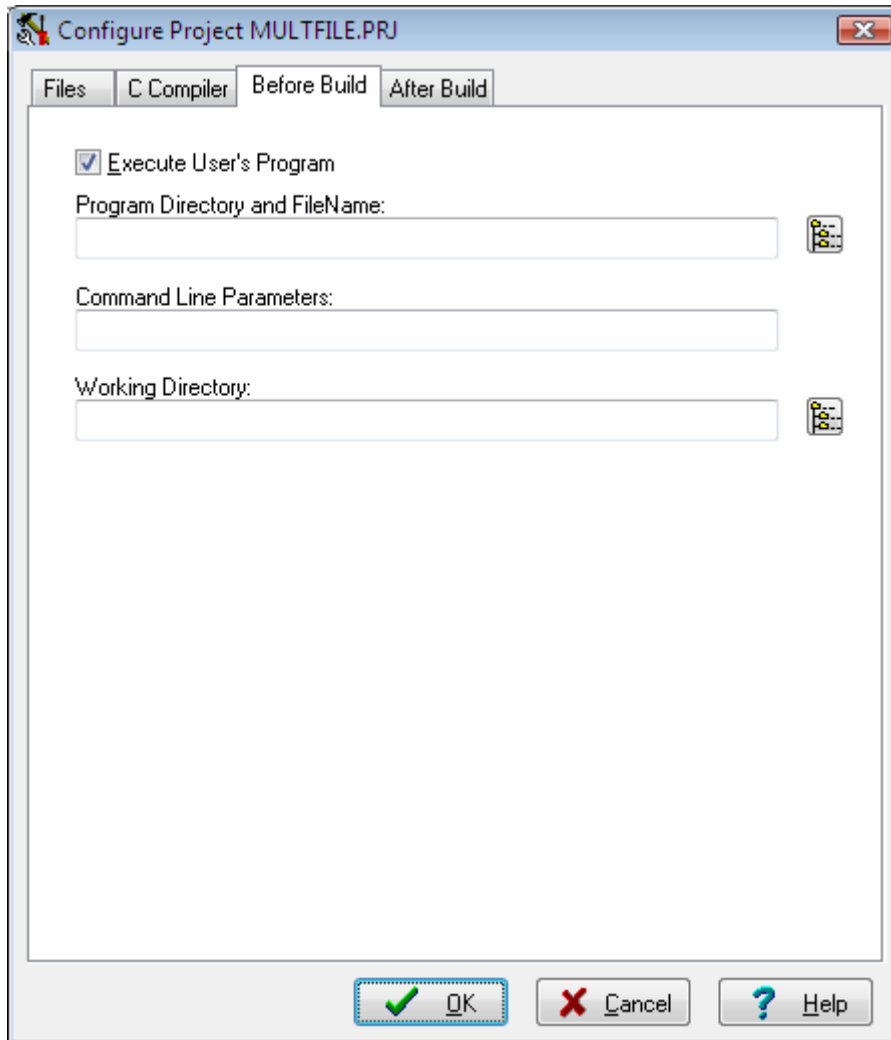 Configure Project MULTFILE.PRJ
Files C Compiler Before Build After Build
Execute User's Program
Program Directory and FileName:
Command Line Parameters:
Working Directory:
OK Cancel Help